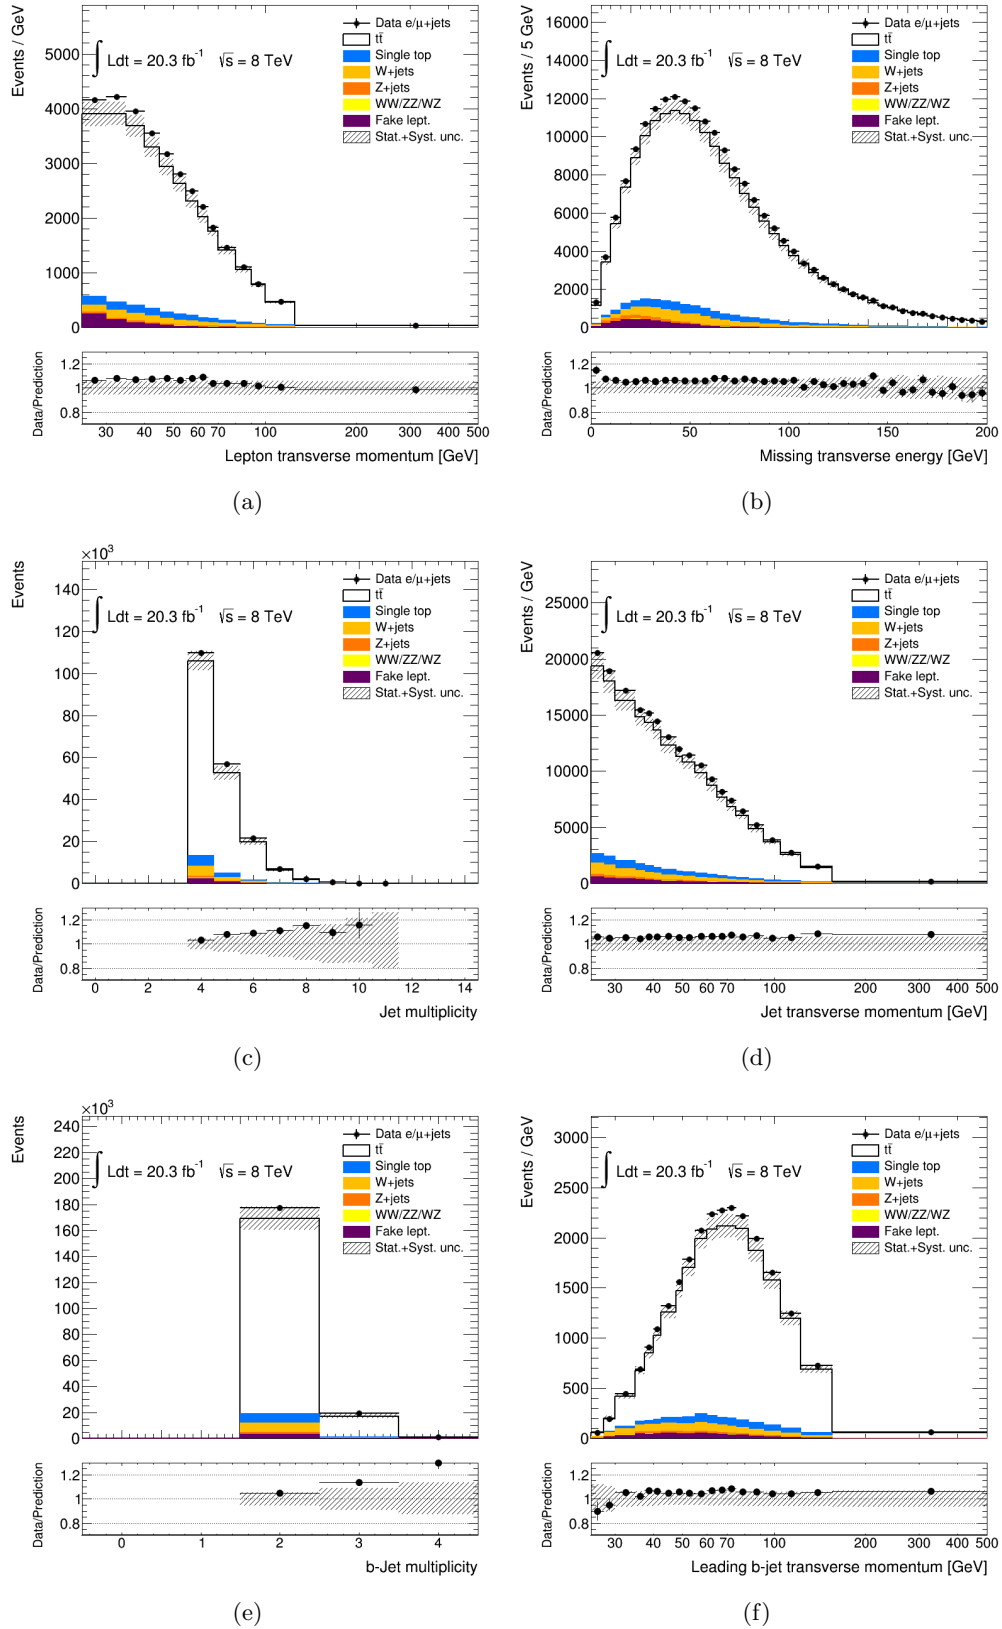 Events / GeV
5000
4000
3000
2000
1000
0
∫ Ldt = 20.3 fb⁻¹ √s = 8 TeV
Data e/μ+jets
tt̄
Single top
W+jets
Z+jets
WW/ZZ/WZ
Fake lept.
Stat.+Syst. unc.
Data/Prediction
1.2
1
0.8
30 40 50 60 70 100 200 300 400 500
Lepton transverse momentum [GeV]
(a)
Events / 5 GeV
16000
14000
12000
10000
8000
6000
4000
2000
0
∫ Ldt = 20.3 fb⁻¹ √s = 8 TeV
Data e/μ+jets
tt̄
Single top
W+jets
Z+jets
WW/ZZ/WZ
Fake lept.
Stat.+Syst. unc.
Data/Prediction
1.2
1
0.8
0 50 100 150 200
Missing transverse energy [GeV]
(b)
Events
×10³
140
120
100
80
60
40
20
0
∫ Ldt = 20.3 fb⁻¹ √s = 8 TeV
Data e/μ+jets
tt̄
Single top
W+jets
Z+jets
WW/ZZ/WZ
Fake lept.
Stat.+Syst. unc.
Data/Prediction
1.2
1
0.8
0 2 4 6 8 10 12 14
Jet multiplicity
(c)
Events / GeV
25000
20000
15000
10000
5000
0
∫ Ldt = 20.3 fb⁻¹ √s = 8 TeV
Data e/μ+jets
tt̄
Single top
W+jets
Z+jets
WW/ZZ/WZ
Fake lept.
Stat.+Syst. unc.
Data/Prediction
1.2
1
0.8
30 40 50 60 70 100 200 300 400 500
Jet transverse momentum [GeV]
(d)
Events
×10³
240
220
200
180
160
140
120
100
80
60
40
20
0
∫ Ldt = 20.3 fb⁻¹ √s = 8 TeV
Data e/μ+jets
tt̄
Single top
W+jets
Z+jets
WW/ZZ/WZ
Fake lept.
Stat.+Syst. unc.
Data/Prediction
1.2
1
0.8
0 1 2 3 4
b-Jet multiplicity
(e)
Events / GeV
3000
2500
2000
1500
1000
500
0
∫ Ldt = 20.3 fb⁻¹ √s = 8 TeV
Data e/μ+jets
tt̄
Single top
W+jets
Z+jets
WW/ZZ/WZ
Fake lept.
Stat.+Syst. unc.
Data/Prediction
1.2
1
0.8
30 40 50 60 70 100 200 300 400 500
Leading b-jet transverse momentum [GeV]
(f)